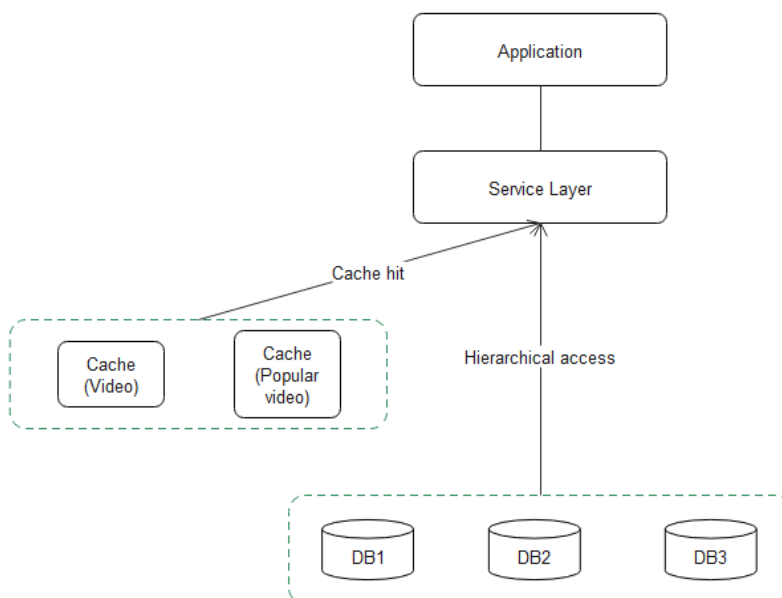 Application
Service Layer
Cache hit
Cache
(Video)
Cache
(Popular
video)
Hierarchical access
DB1
DB2
DB3